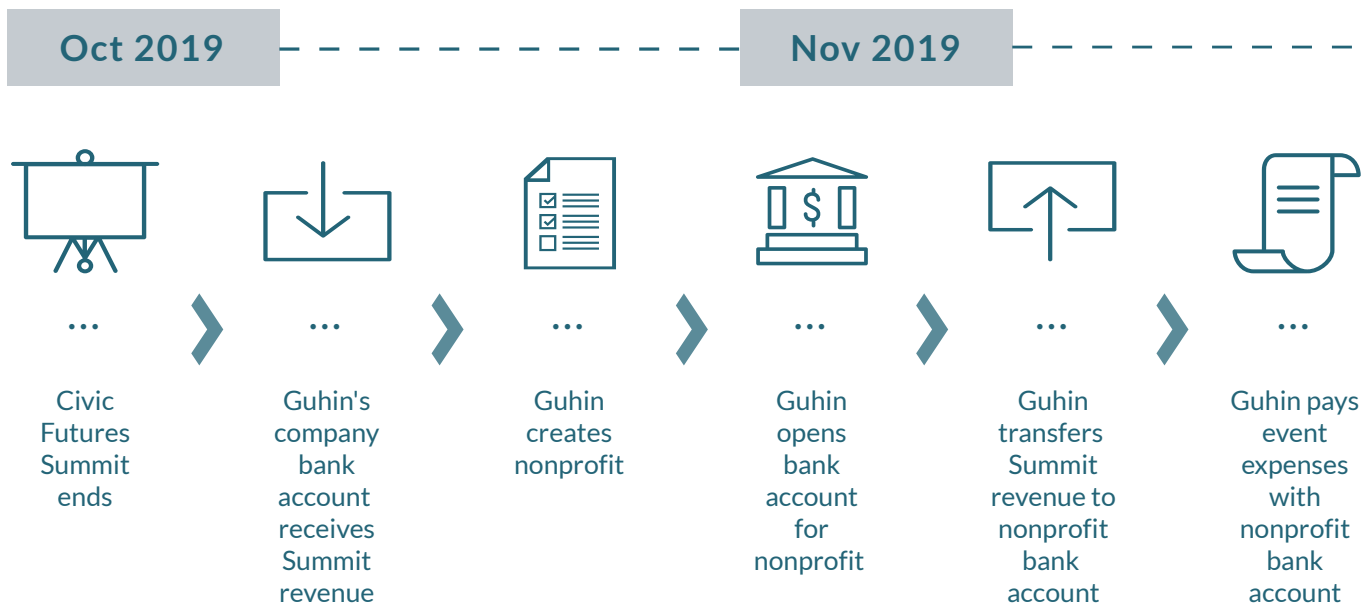 Oct 2019
Nov 2019
$
...
...
...
...
...
...
Civic
Futures
Summit
ends
Guhin's
company
bank
account
receives
Summit
revenue
Guhin
creates
nonprofit
Guhin
opens
bank
account
for
nonprofit
Guhin
transfers
Summit
revenue to
nonprofit
bank
account
Guhin pays
event
expenses
with
nonprofit
bank
account